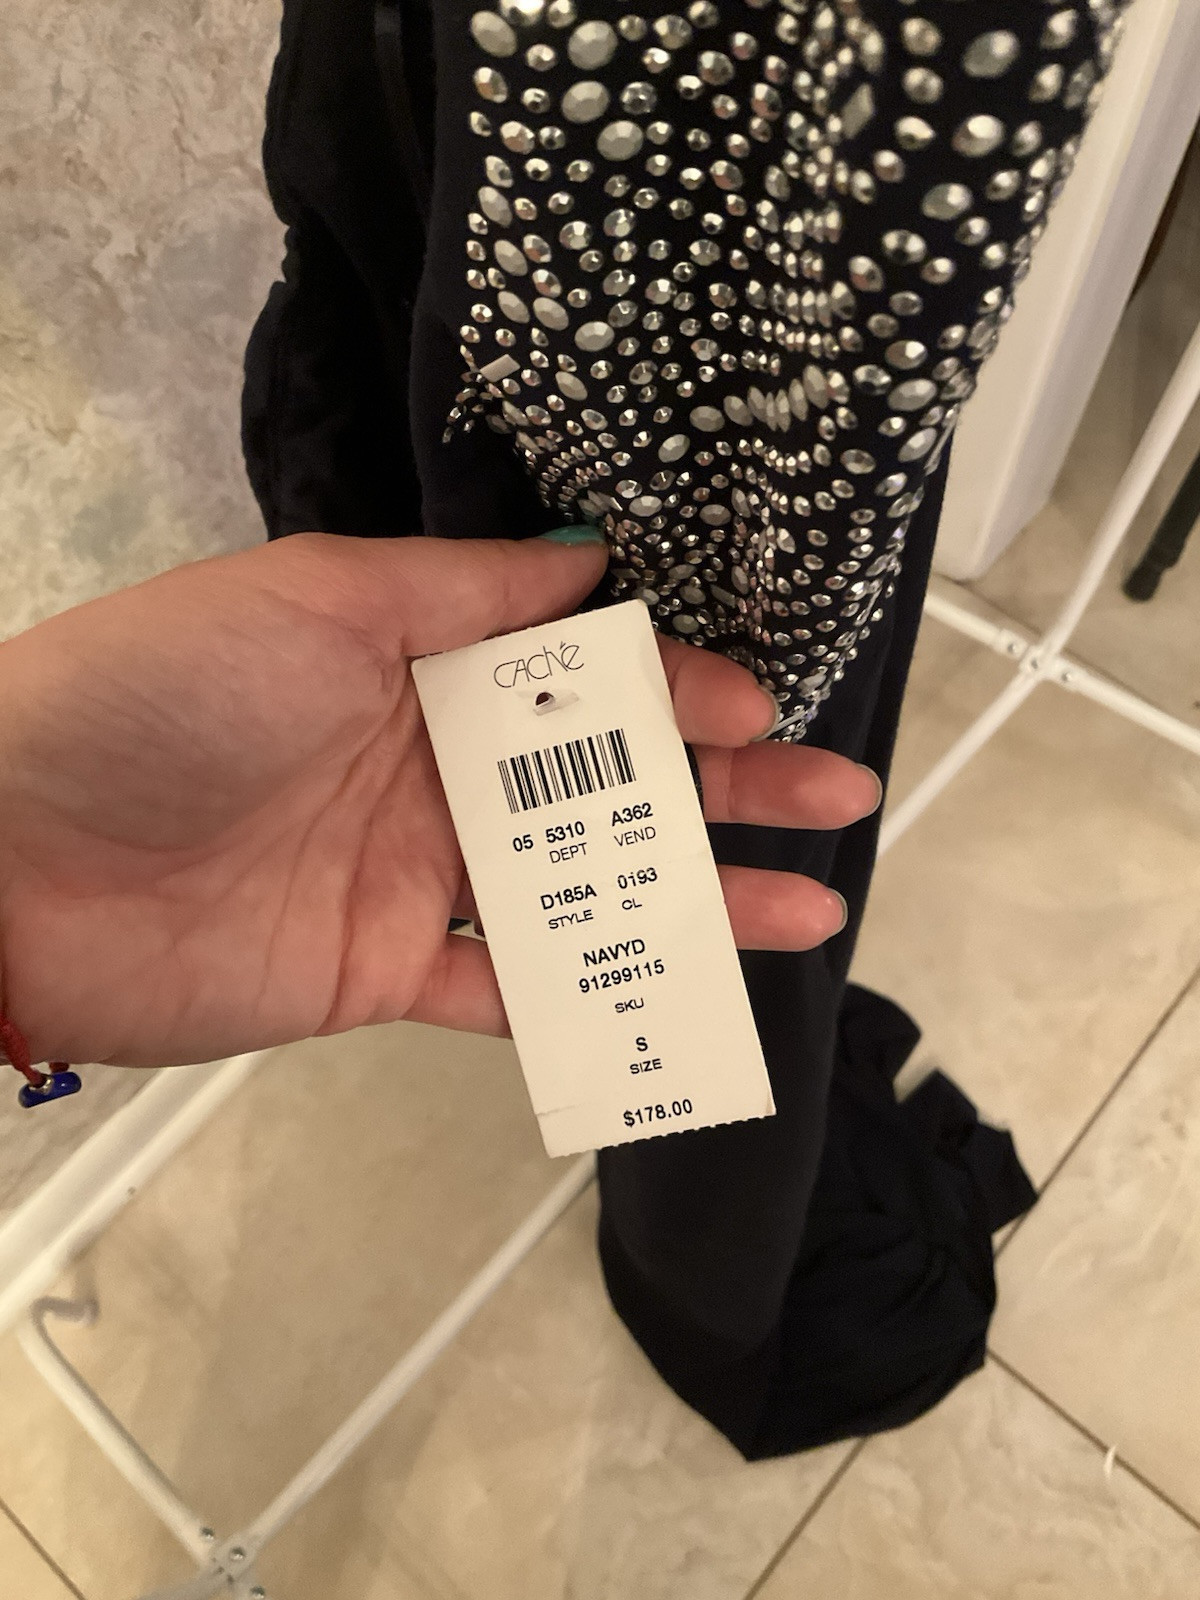 CAChé
05 5310 A362
DEPT VEND
D185A 0193
STYLE CL
NAVYD
91299115
SKU
S
SIZE
$178.00